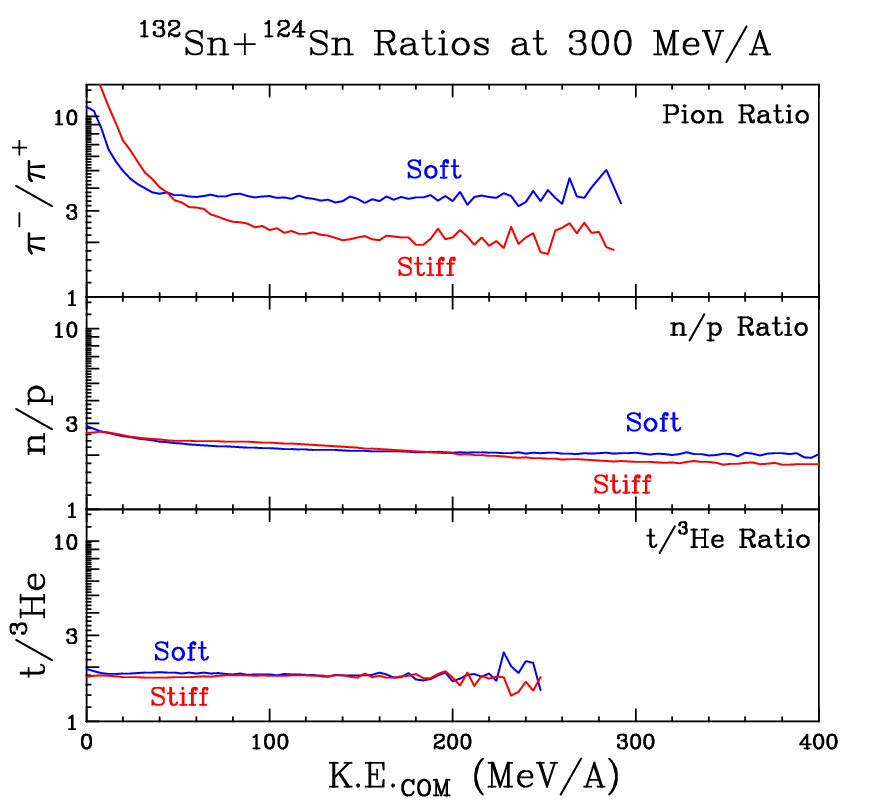 ¹³²Sn+¹²⁴Sn Ratios at 300 MeV/A
Pion Ratio
10
3
1
π⁻/π⁺
Soft
Stiff
n/p Ratio
10
3
1
n/p
Soft
Stiff
t/³He Ratio
10
3
1
t/³He
Soft
Stiff
0 100 200 300 400
K.E.COM (MeV/A)